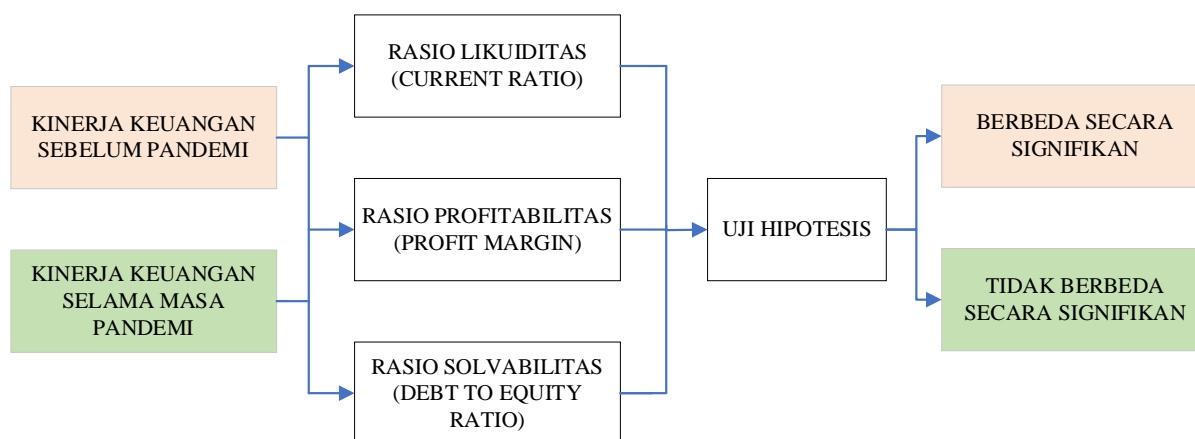 KINERJA KEUANGAN
SEBELUM PANDEMI
KINERJA KEUANGAN
SELAMA MASA
PANDEMI
RASIO LIKUIDITAS
(CURRENT RATIO)
RASIO PROFITABILITAS
(PROFIT MARGIN)
RASIO SOLVABILITAS
(DEBT TO EQUITY
RATIO)
UJI HIPOTESIS
BERBEDA SECARA
SIGNIFIKAN
TIDAK BERBEDA
SECARA SIGNIFIKAN